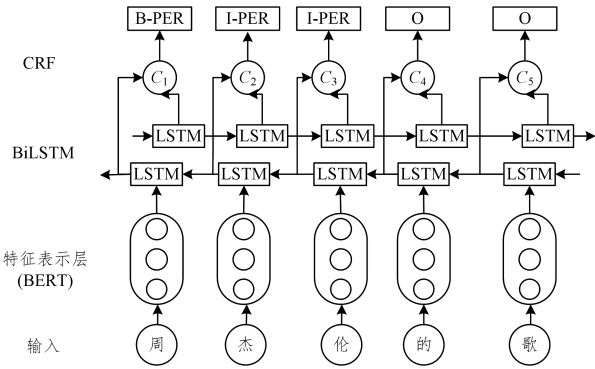 B-PER I-PER I-PER O O
CRF C1 C2 C3 C4 C5
LSTM LSTM LSTM LSTM LSTM
BiLSTM
LSTM LSTM LSTM LSTM LSTM
特征表示层
(BERT)
输入 周 杰 伦 的 歌